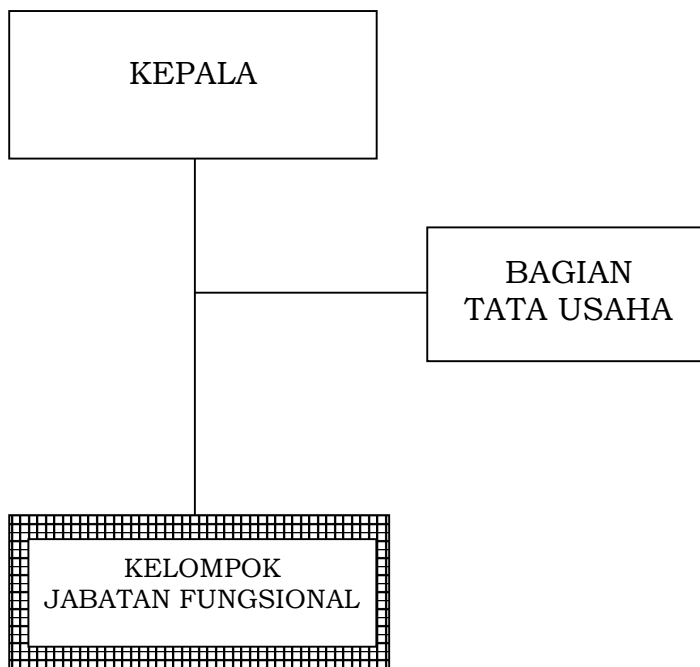 KEPALA
BAGIAN
TATA USAHA
KELOMPOK
JABATAN FUNGSIONAL